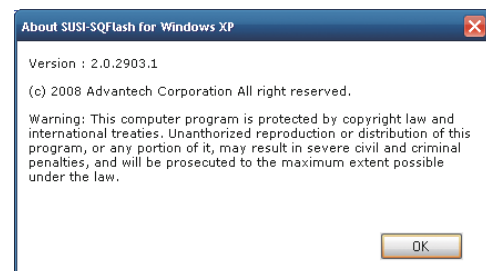 About SUSI-SQFlash for Windows XP
Version : 2.0.2903.1
(c) 2008 Advantech Corporation All right reserved.
Warning: This computer program is protected by copyright law and
international treaties. Unanthorized reproduction or distribution of this
program, or any portion of it, may result in severe civil and criminal
penalties, and will be prosecuted to the maximum extent possible
under the law.
OK